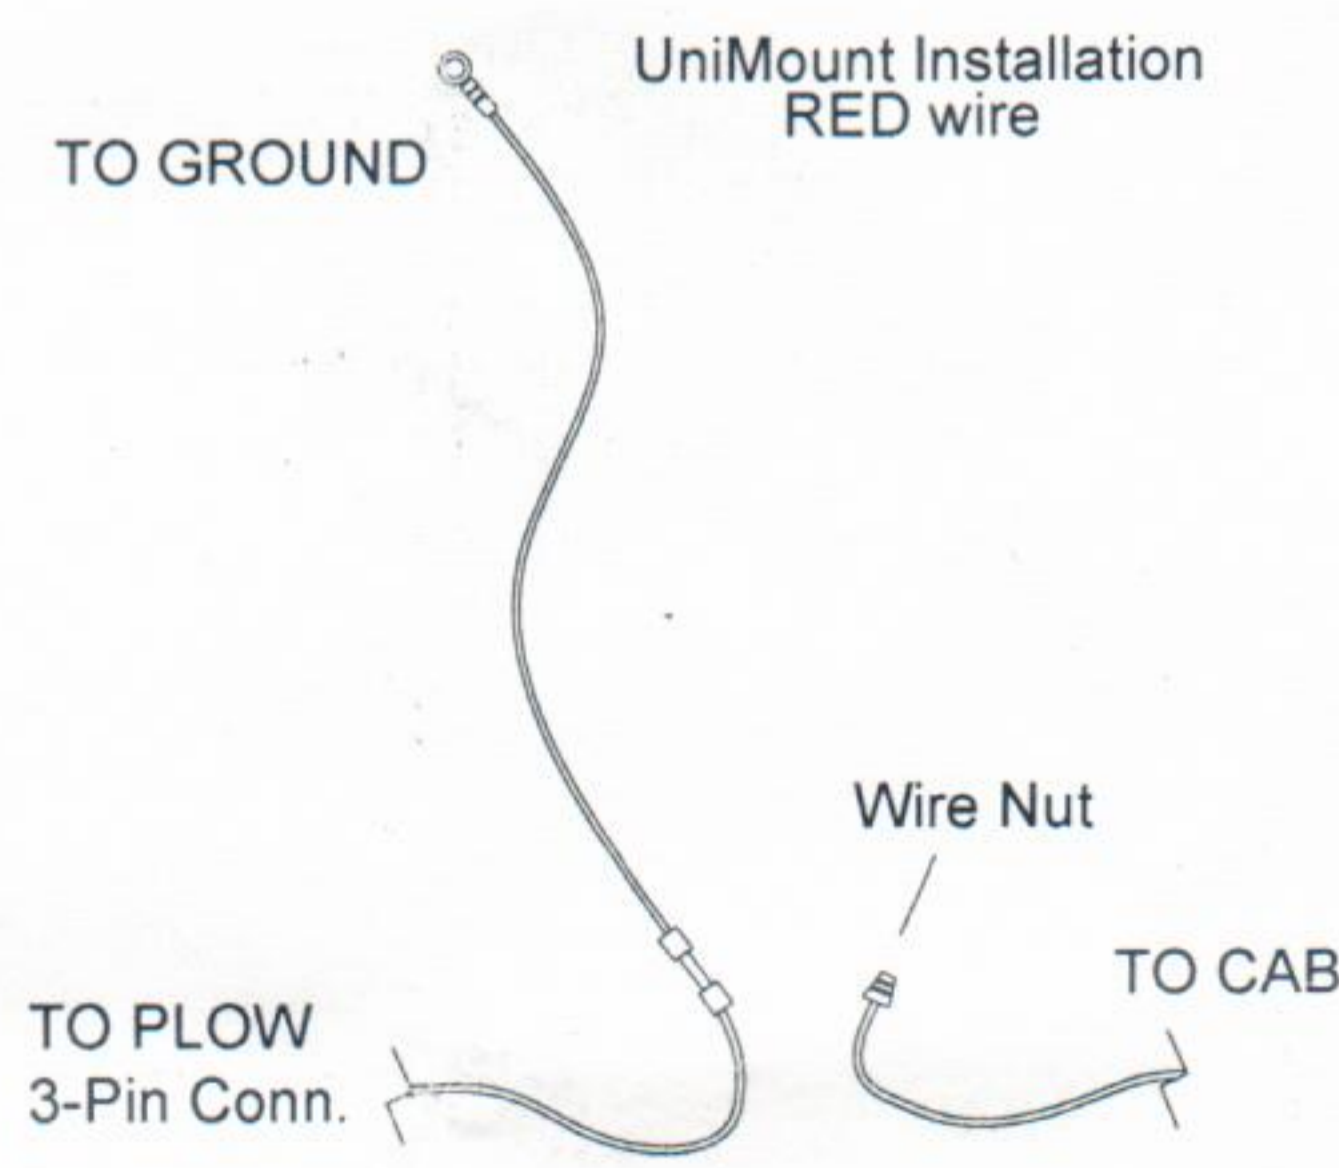 UniMount Installation
RED wire
TO GROUND
Wire Nut
TO CAB
TO PLOW
3-Pin Conn.